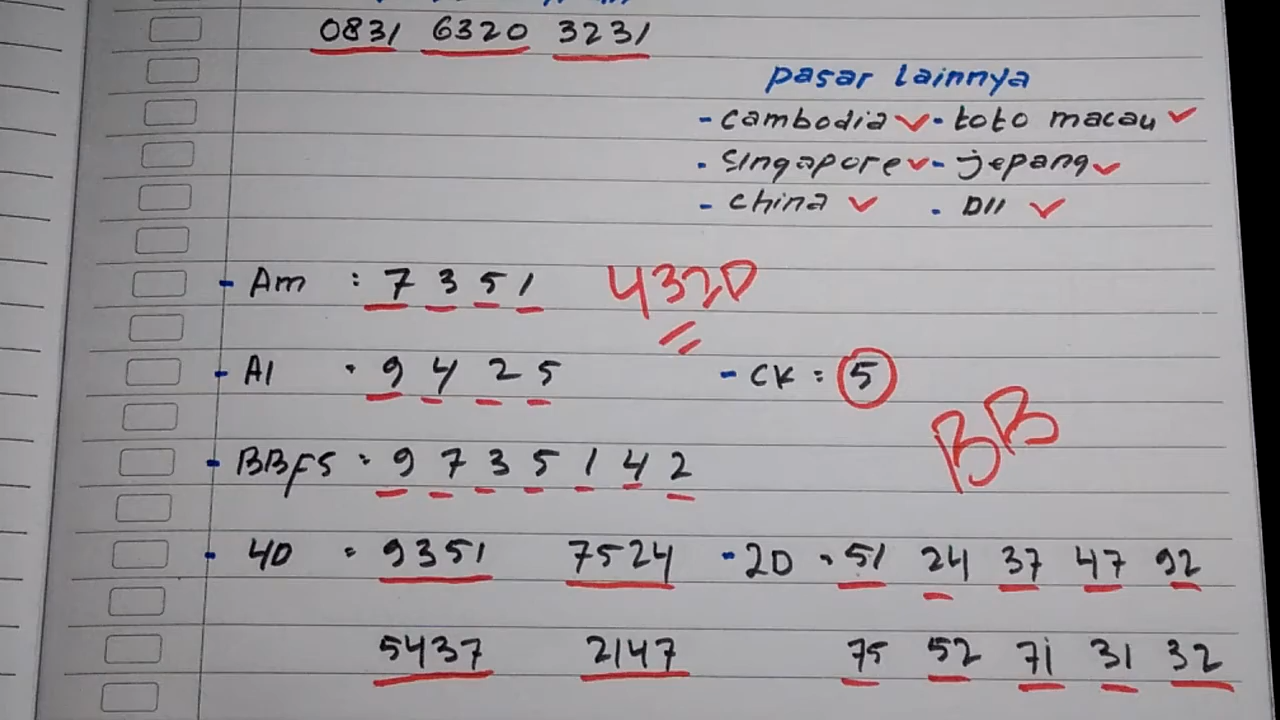 0831 6320 3231
pasar lainnya
- Cambodia ✓ - toto macau ✓
- Singapore ✓ - jepang ✓
- China ✓ - Dll ✓
- Am : 7 3 5 1 432D
- AI : 9 4 2 5 - CK : 5
BB
- BBFS : 9 7 3 5 1 4 2
- 4D = 9351 7524 - 2D = 51 24 37 47 92
5437 2147 75 52 71 31 32